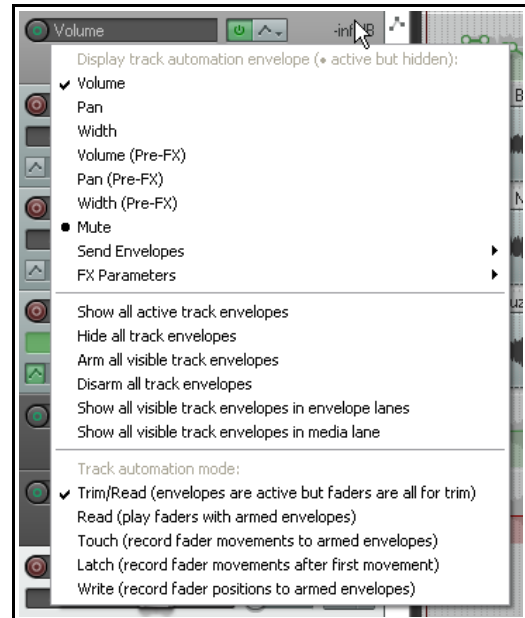 Volume
-inf dB
Display track automation envelope (• active but hidden):
✓ Volume
Pan
Width
Volume (Pre-FX)
Pan (Pre-FX)
Width (Pre-FX)
• Mute
Send Envelopes
FX Parameters
Show all active track envelopes
Hide all track envelopes
Arm all visible track envelopes
Disarm all track envelopes
Show all visible track envelopes in envelope lanes
Show all visible track envelopes in media lane
Track automation mode:
✓ Trim/Read (envelopes are active but faders are all for trim)
Read (play faders with armed envelopes)
Touch (record fader movements to armed envelopes)
Latch (record fader movements after first movement)
Write (record fader positions to armed envelopes)